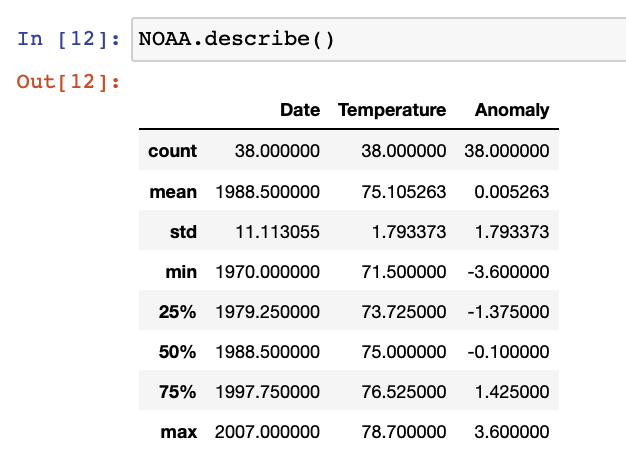 In [12]: NOAA.describe()
Out[12]:
Date Temperature Anomaly
count 38.000000 38.000000 38.000000
mean 1988.500000 75.105263 0.005263
std 11.113055 1.793373 1.793373
min 1970.000000 71.500000 -3.600000
25% 1979.250000 73.725000 -1.375000
50% 1988.500000 75.000000 -0.100000
75% 1997.750000 76.525000 1.425000
max 2007.000000 78.700000 3.600000